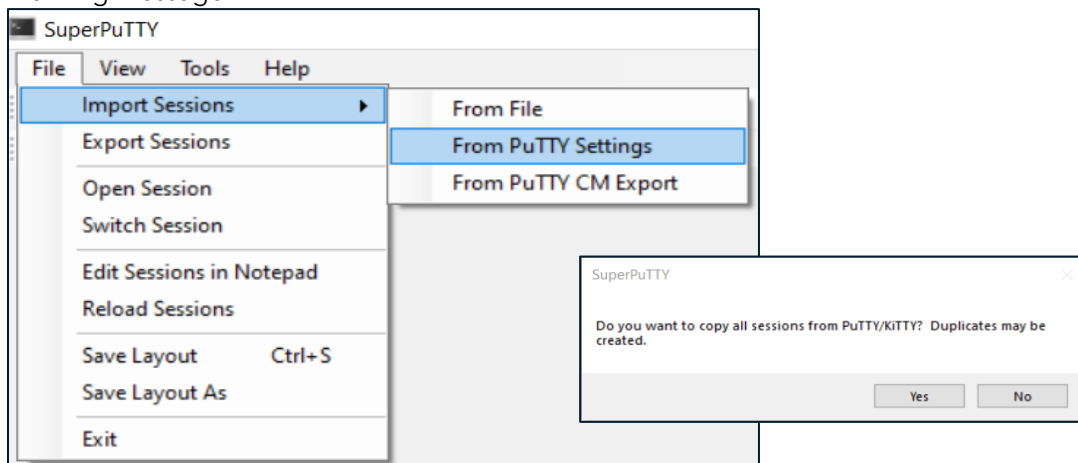 SuperPuTTY
File View Tools Help
Import Sessions
From File
Export Sessions
From PuTTY Settings
Open Session
From PuTTY CM Export
Switch Session
Edit Sessions in Notepad
Reload Sessions
Save Layout Ctrl+S
Save Layout As
Exit
SuperPuTTY
Do you want to copy all sessions from PuTTY/KiTTY? Duplicates may be
created.
Yes No